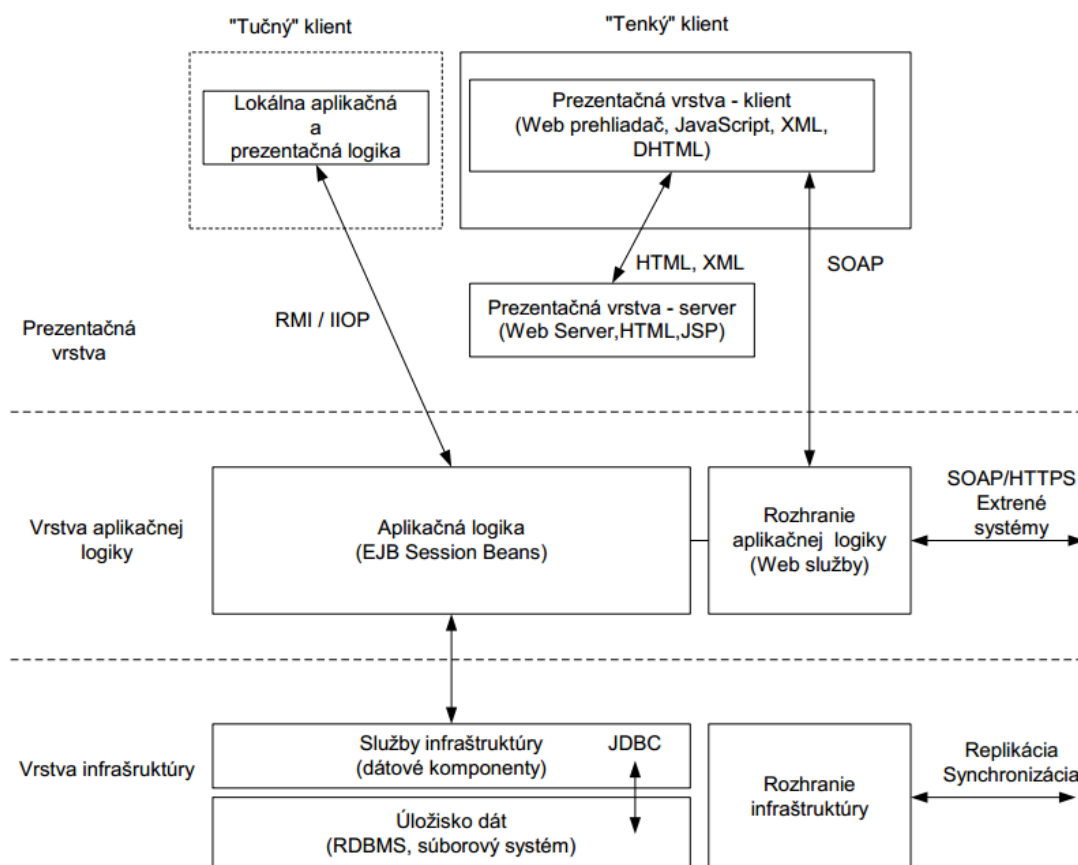 "Tučný" klient
"Tenký" klient
Lokálna aplikačná
a
prezentačná logika
Prezentačná vrstva - klient
(Web prehliadač, JavaScript, XML,
DHTML)
HTML, XML
SOAP
RMI / IIOP
Prezentačná vrstva - server
(Web Server,HTML,JSP)
Prezentačná
vrstva
Vrstva aplikačnej
logiky
Aplikačná logika
(EJB Session Beans)
Rozhranie
aplikačnej logiky
(Web služby)
SOAP/HTTPS
Extrené
systémy
Vrstva infrašruktúry
Služby infraštruktúry
(dátové komponenty)
JDBC
Úložisko dát
(RDBMS, súborový systém)
Rozhranie
infraštruktúry
Replikácia
Synchronizácia